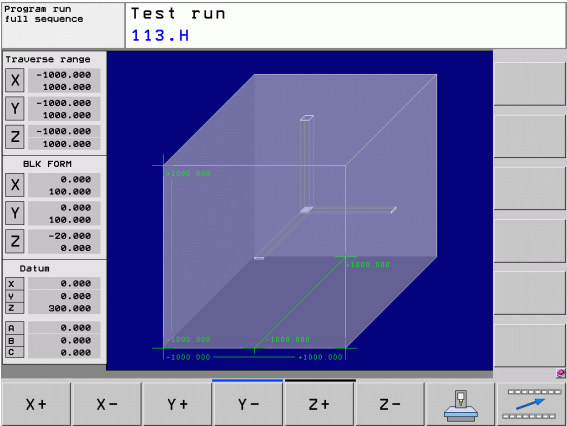 Program run
full sequence
Test run
113.H
Traverse range
X -1000.000
1000.000
Y -1000.000
1000.000
Z -1000.000
1000.000
BLK FORM
X 0.000
100.000
Y 0.000
100.000
Z -20.000
0.000
Datum
X 0.000
Y 0.000
Z 300.000
A 0.000
B 0.000
C 0.000
+1000.000
-1000.000
-1000.000 -1000.000
-1000.000 +1000.000
X+ X- Y+ Y- Z+ Z-